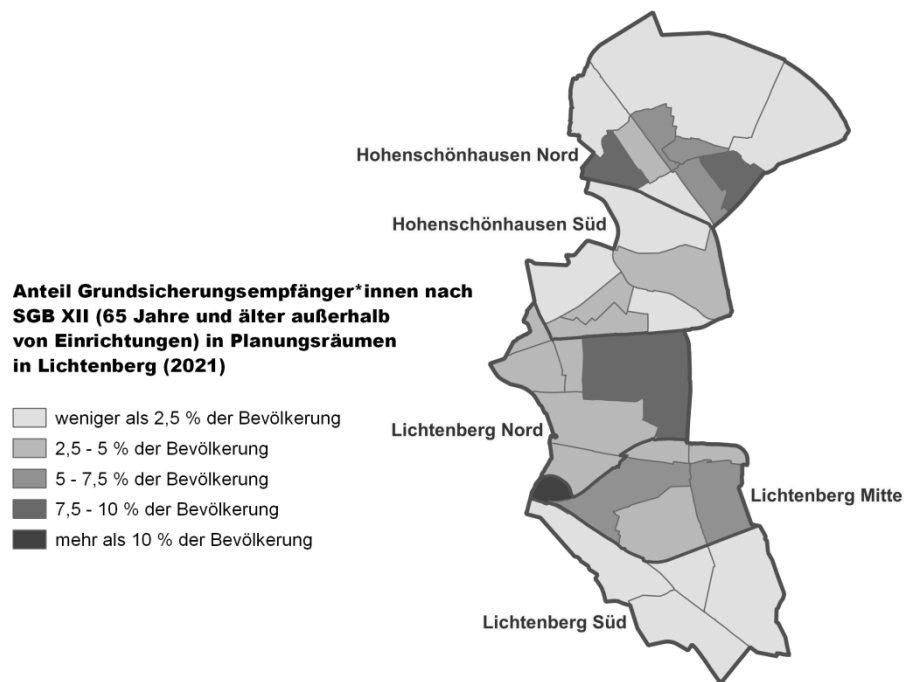 Hohenschönhausen Nord
Hohenschönhausen Süd
Anteil Grundsicherungsempfänger*innen nach
SGB XII (65 Jahre und älter außerhalb
von Einrichtungen) in Planungsräumen
in Lichtenberg (2021)
weniger als 2,5 % der Bevölkerung
2,5 - 5 % der Bevölkerung
5 - 7,5 % der Bevölkerung
7,5 - 10 % der Bevölkerung
mehr als 10 % der Bevölkerung
Lichtenberg Nord
Lichtenberg Mitte
Lichtenberg Süd